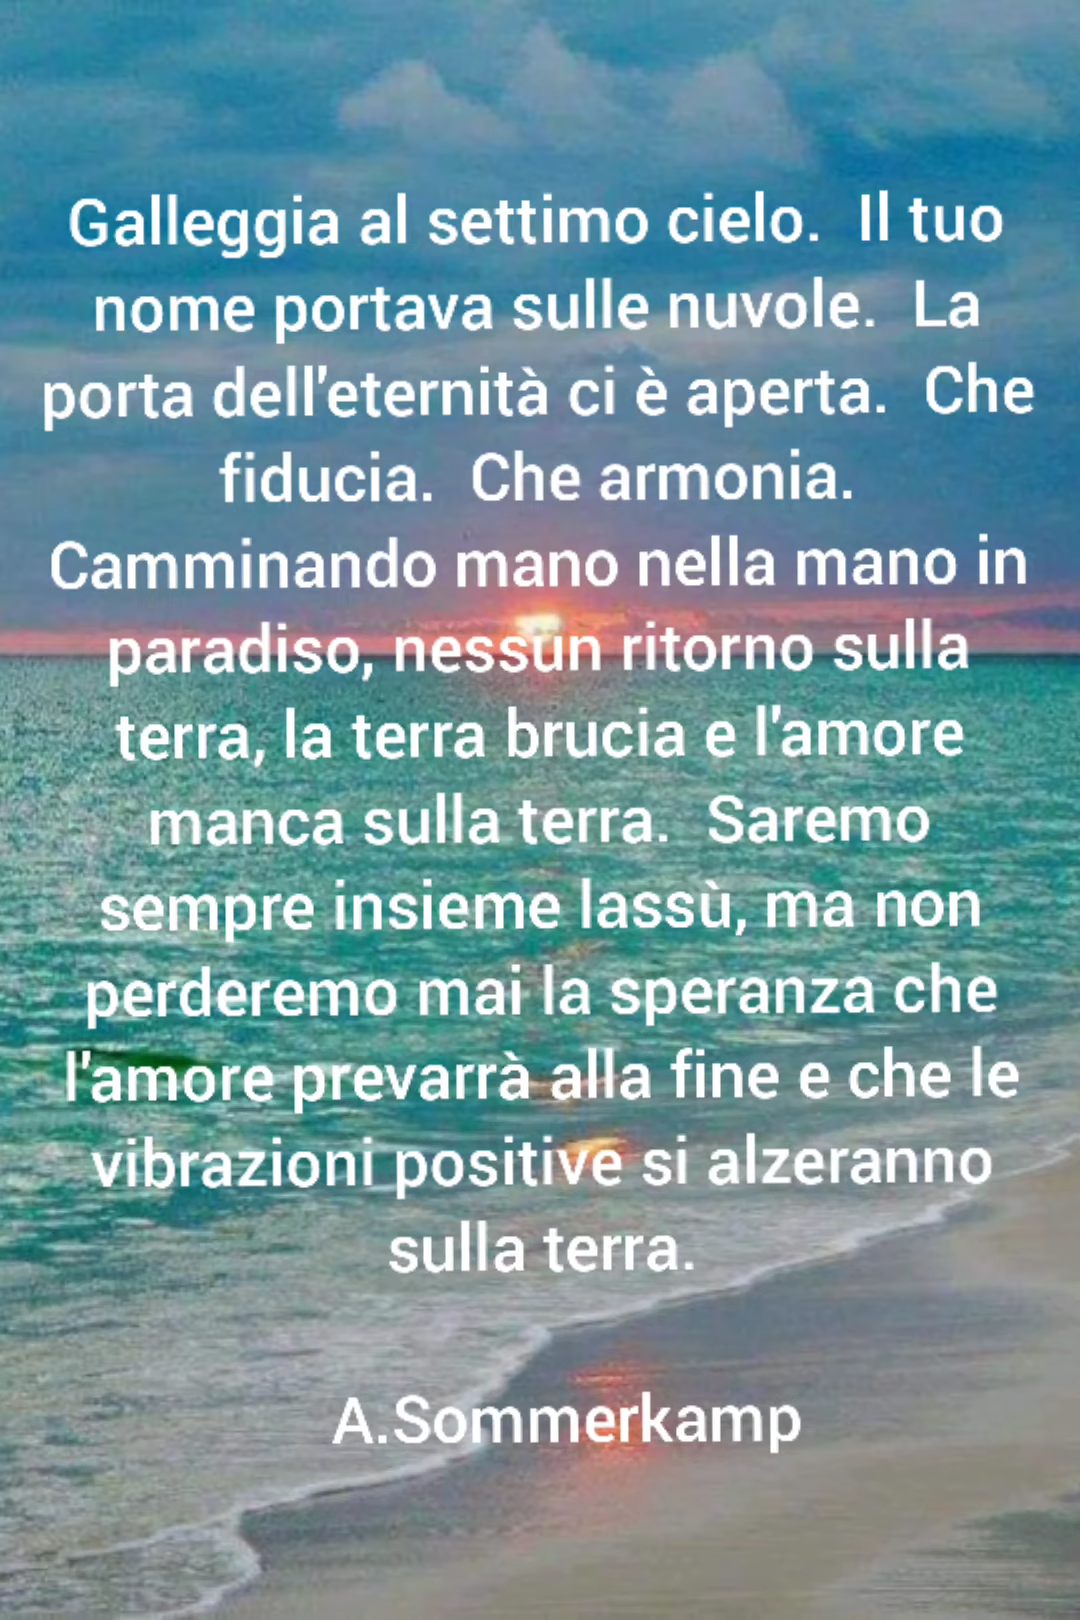 Galleggia al settimo cielo.  Il tuo
nome portava sulle nuvole.  La
porta dell'eternità ci è aperta.  Che
fiducia.  Che armonia.
Camminando mano nella mano in
paradiso, nessun ritorno sulla
terra, la terra brucia e l'amore
manca sulla terra.  Saremo
sempre insieme lassù, ma non
perderemo mai la speranza che
l'amore prevarrà alla fine e che le
vibrazioni positive si alzeranno
sulla terra.
A.Sommerkamp